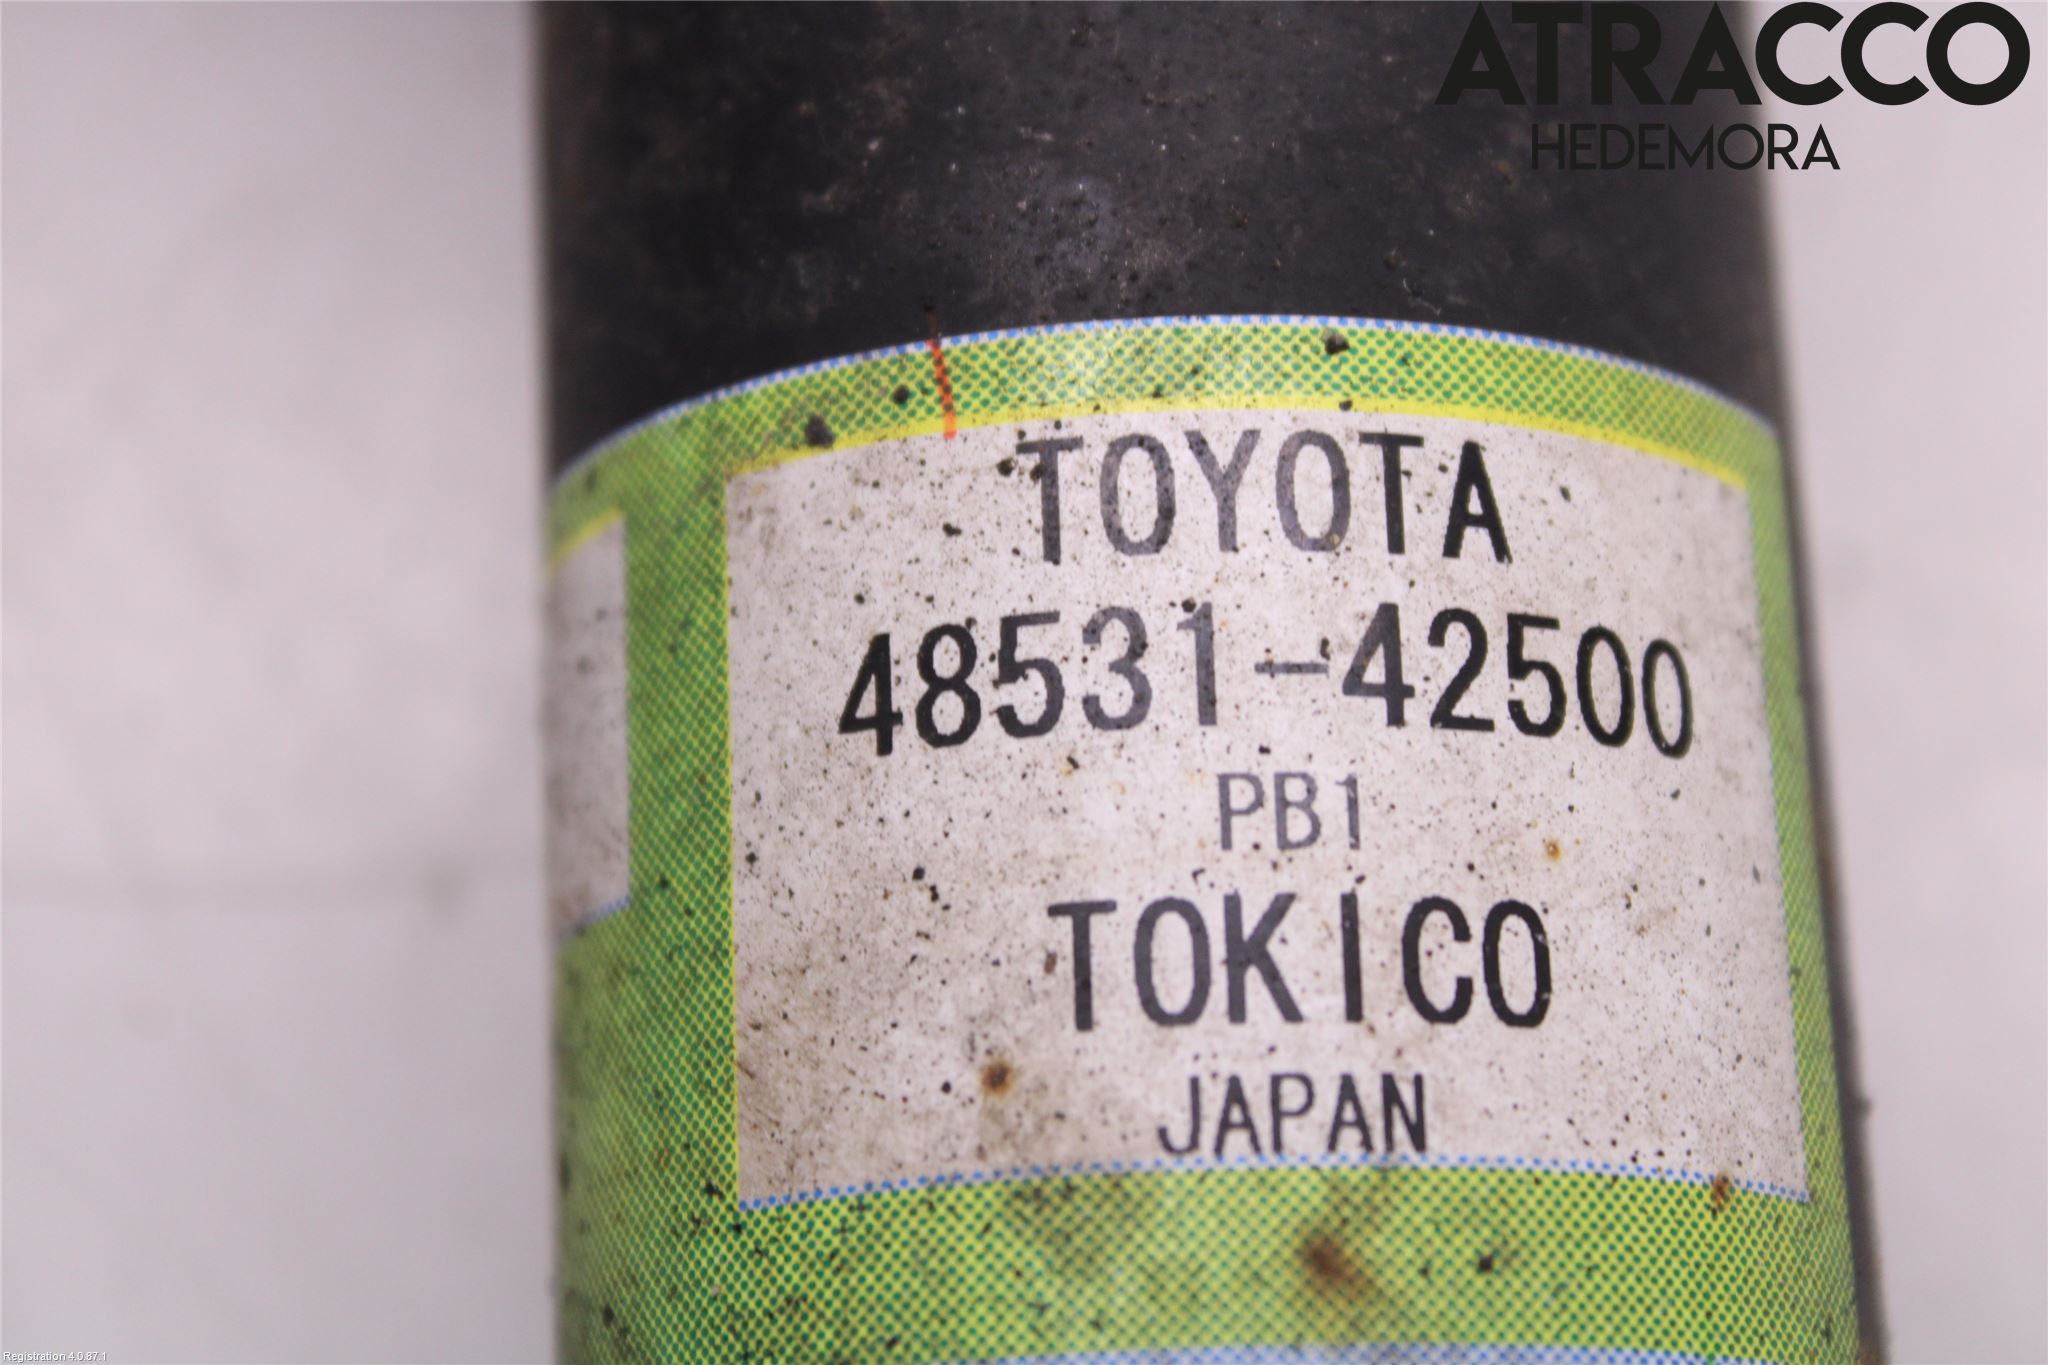 ATRACCO
HEDEMORA
TOYOTA
48531-42500
PB1
TOKICO
JAPAN
Registration 4.0.87.1